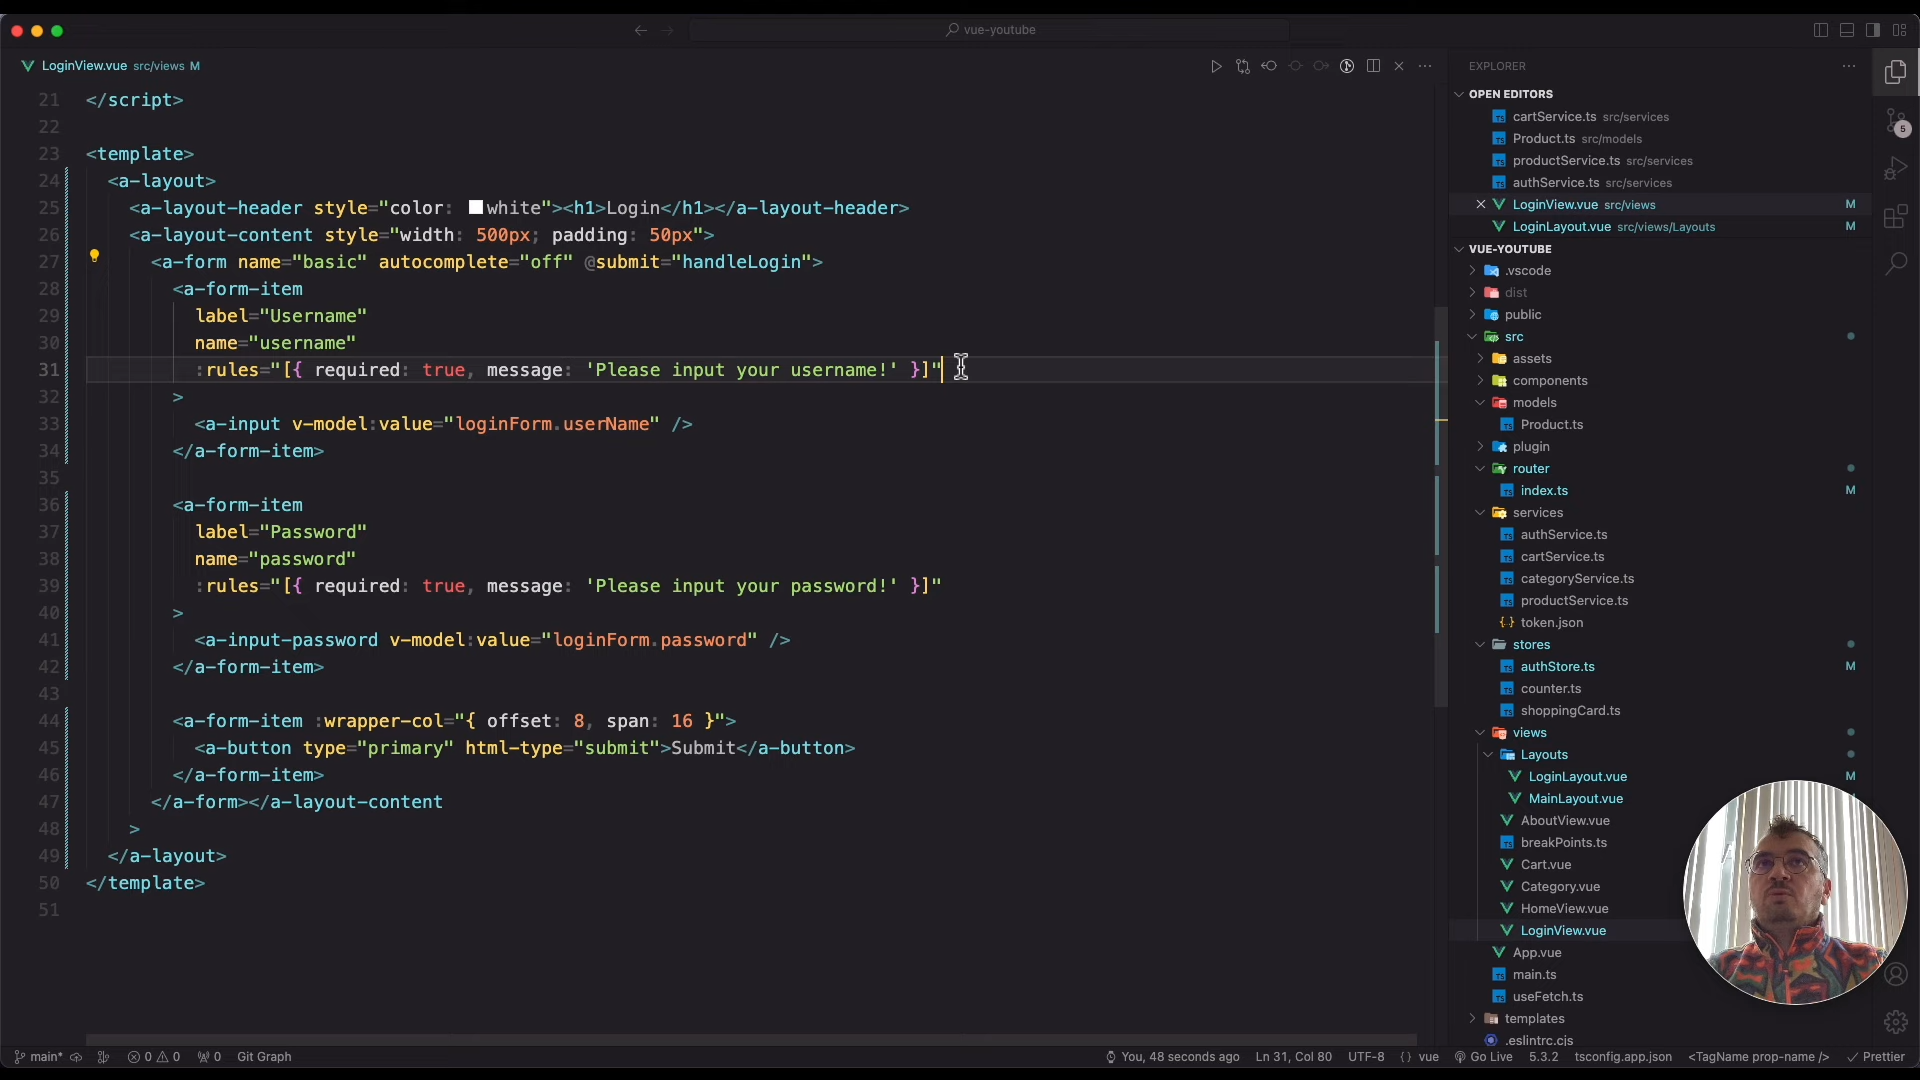 vue-youtube
LoginView.vue src/views M
21 </script>
22
23 <template>
24 <a-layout>
25 <a-layout-header style="color: white"><h1>Login</h1></a-layout-header>
26 <a-layout-content style="width: 500px; padding: 50px">
27 <a-form name="basic" autocomplete="off" @submit="handleLogin">
28 <a-form-item
29 label="Username"
30 name="username"
31 :rules="[{ required: true, message: 'Please input your username!' }]"
32 >
33 <a-input v-model:value="loginForm.userName" />
34 </a-form-item>
35
36 <a-form-item
37 label="Password"
38 name="password"
39 :rules="[{ required: true, message: 'Please input your password!' }]"
40 >
41 <a-input-password v-model:value="loginForm.password" />
42 </a-form-item>
43
44 <a-form-item :wrapper-col="{ offset: 8, span: 16 }">
45 <a-button type="primary" html-type="submit">Submit</a-button>
46 </a-form-item>
47 </a-form></a-layout-content
48 >
49 </a-layout>
50 </template>
51
EXPLORER
OPEN EDITORS
cartService.ts src/services
Product.ts src/models
productService.ts src/services
authService.ts src/services
LoginView.vue src/views M
LoginLayout.vue src/views/Layouts M
VUE-YOUTUBE
.vscode
dist
public
src
assets
components
models
Product.ts
plugin
router
index.ts M
services
authService.ts
cartService.ts
categoryService.ts
productService.ts
token.json
stores
authStore.ts M
counter.ts
shoppingCard.ts
views
Layouts
LoginLayout.vue M
MainLayout.vue
AboutView.vue
breakPoints.ts
Cart.vue
Category.vue
HomeView.vue
LoginView.vue
App.vue
main.ts
useFetch.ts
templates
.eslintrc.cjs
5
main* 0 0 0 Git Graph
You, 48 seconds ago Ln 31, Col 80 UTF-8 {} vue Go Live 5.3.2 tsconfig.app.json <TagName prop-name /> Prettier